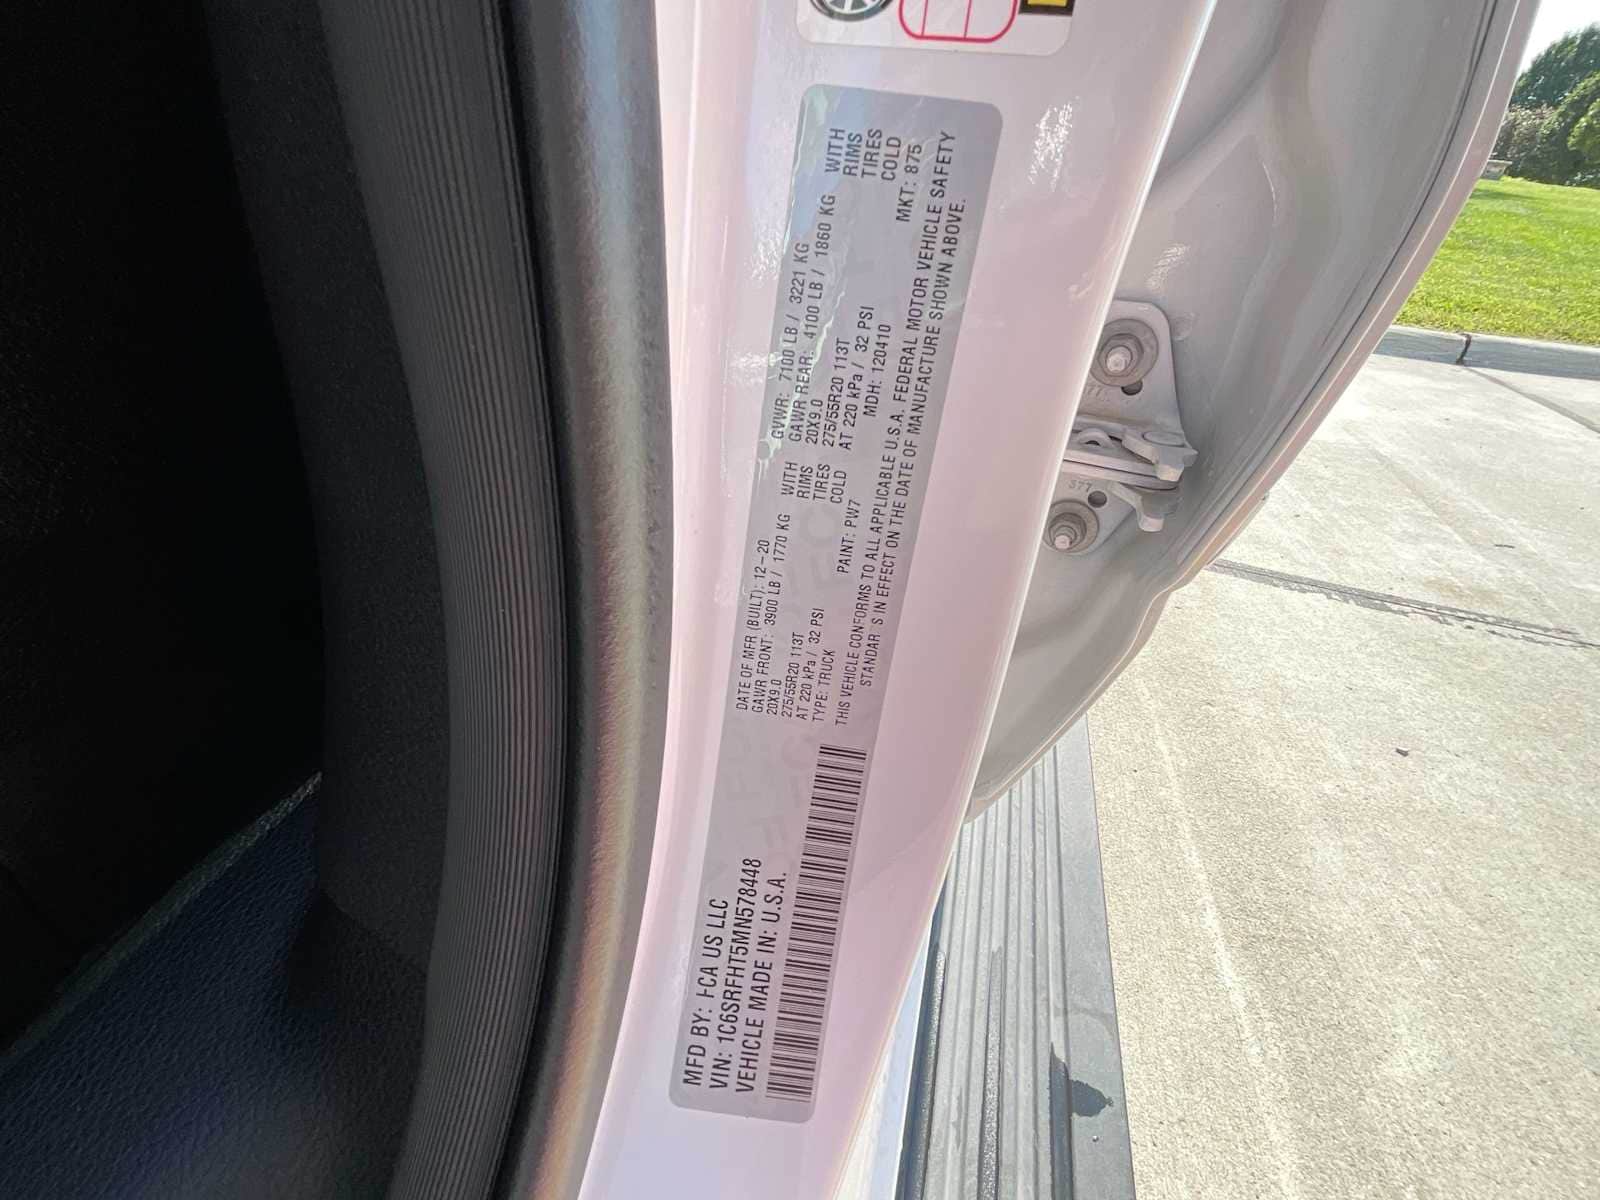 MFD BY: FCA US LLC
VIN: 1C6SRFHT5MN578448
VEHICLE MADE IN: U.S.A.
DATE OF MFR (BUILT): 12-20 GVWR: 7100 LB / 3221 KG
GAWR FRONT: 3900 LB / 1770 KG WITH GAWR REAR: 4100 LB / 1860 KG WITH
20X9.0 RIMS 20X9.0 RIMS
275/55R20 113T TIRES 275/55R20 113T TIRES
AT 220 kPa / 32 PSI COLD AT 220 kPa / 32 PSI COLD
TYPE: TRUCK MDH: 120410 MKT: 875
PAINT: PW7
THIS VEHICLE CONFORMS TO ALL APPLICABLE U.S.A. FEDERAL MOTOR VEHICLE SAFETY
STANDAR S IN EFFECT ON THE DATE OF MANUFACTURE SHOWN ABOVE.
377